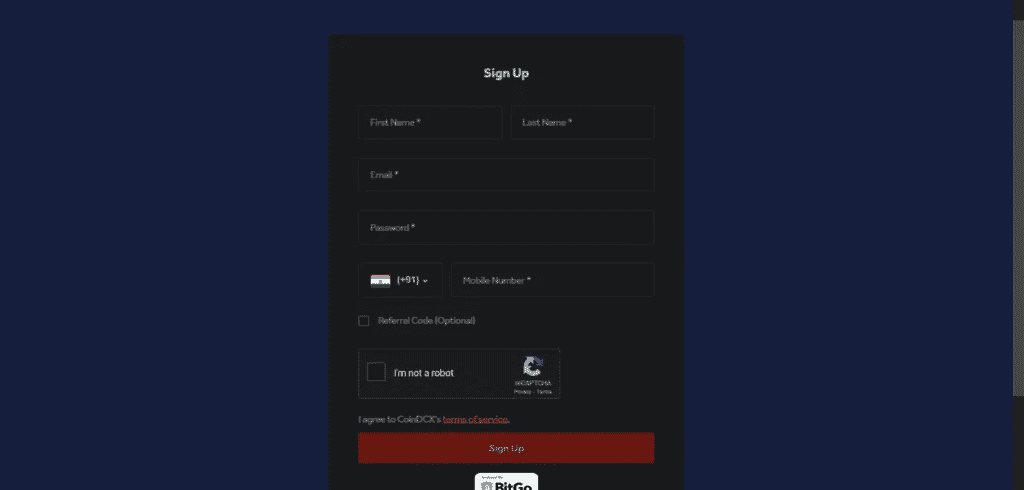 Sign Up
First Name * Last Name *
Email *
Password *
(+91) Mobile Number *
Referral Code (Optional)
I'm not a robot
reCAPTCHA
Privacy - Terms
I agree to CoinDCX's terms of service.
Sign Up
BitGo